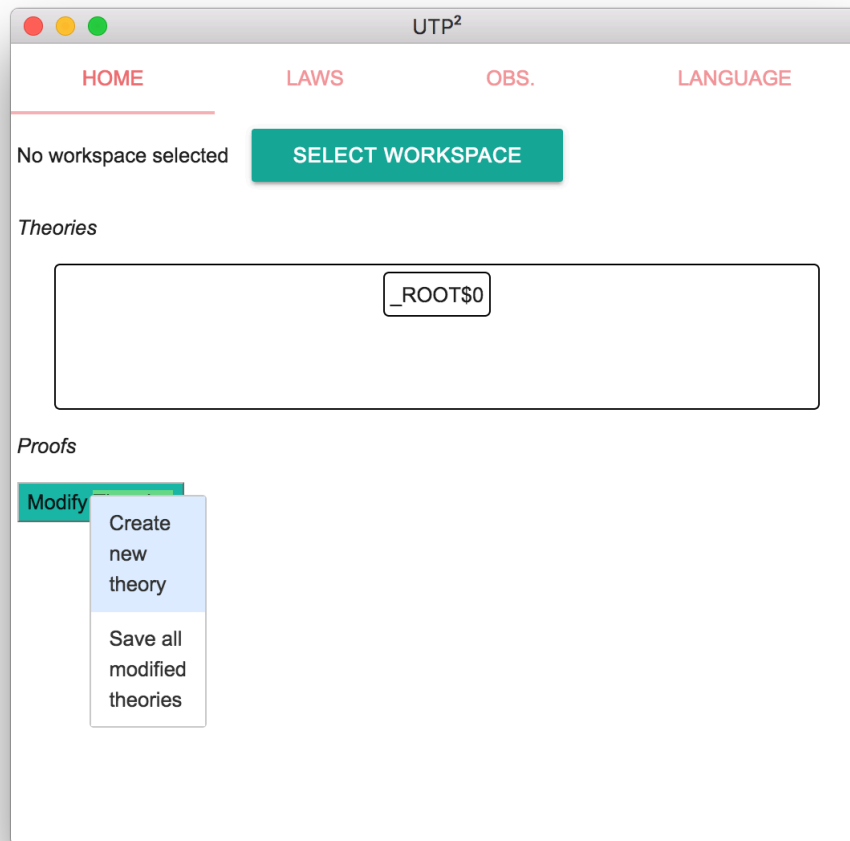 UTP²
HOME LAWS OBS. LANGUAGE
No workspace selected SELECT WORKSPACE
Theories
_ROOT$0
Proofs
Modify
Create
new
theory
Save all
modified
theories